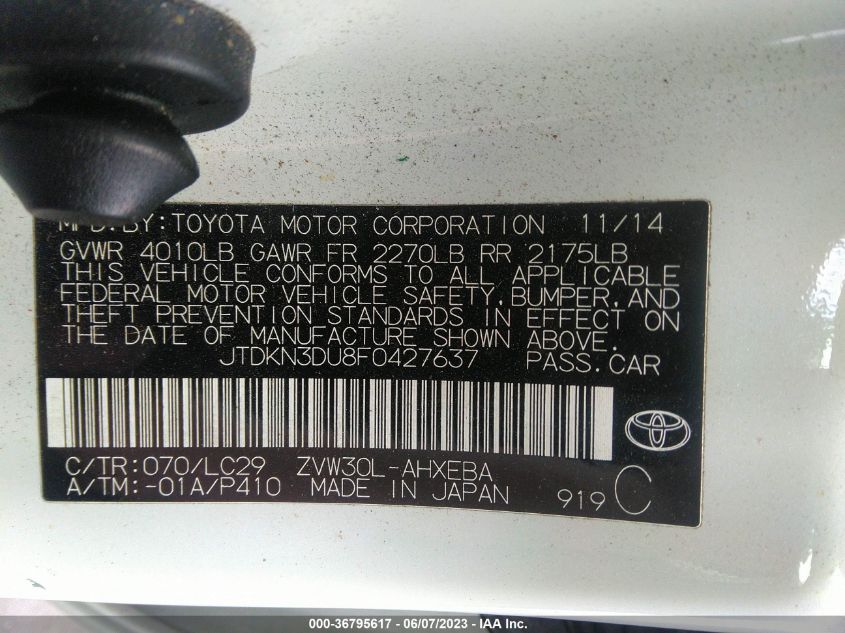 MFD.BY:TOYOTA MOTOR CORPORATION 11/14
GVWR 4010LB GAWR FR 2270LB RR 2175LB
THIS VEHICLE CONFORMS TO ALL APPLICABLE
FEDERAL MOTOR VEHICLE SAFETY,BUMPER,AND
THEFT PREVENTION STANDARDS IN EFFECT ON
THE DATE OF MANUFACTURE SHOWN ABOVE.
JTDKN3DU8F0427637 PASS.CAR
C/TR:070/LC29 ZVW30L-AHXEBA
A/TM:-01A/P410 MADE IN JAPAN 919 C
000-36795617 - 06/07/2023 - IAA Inc.